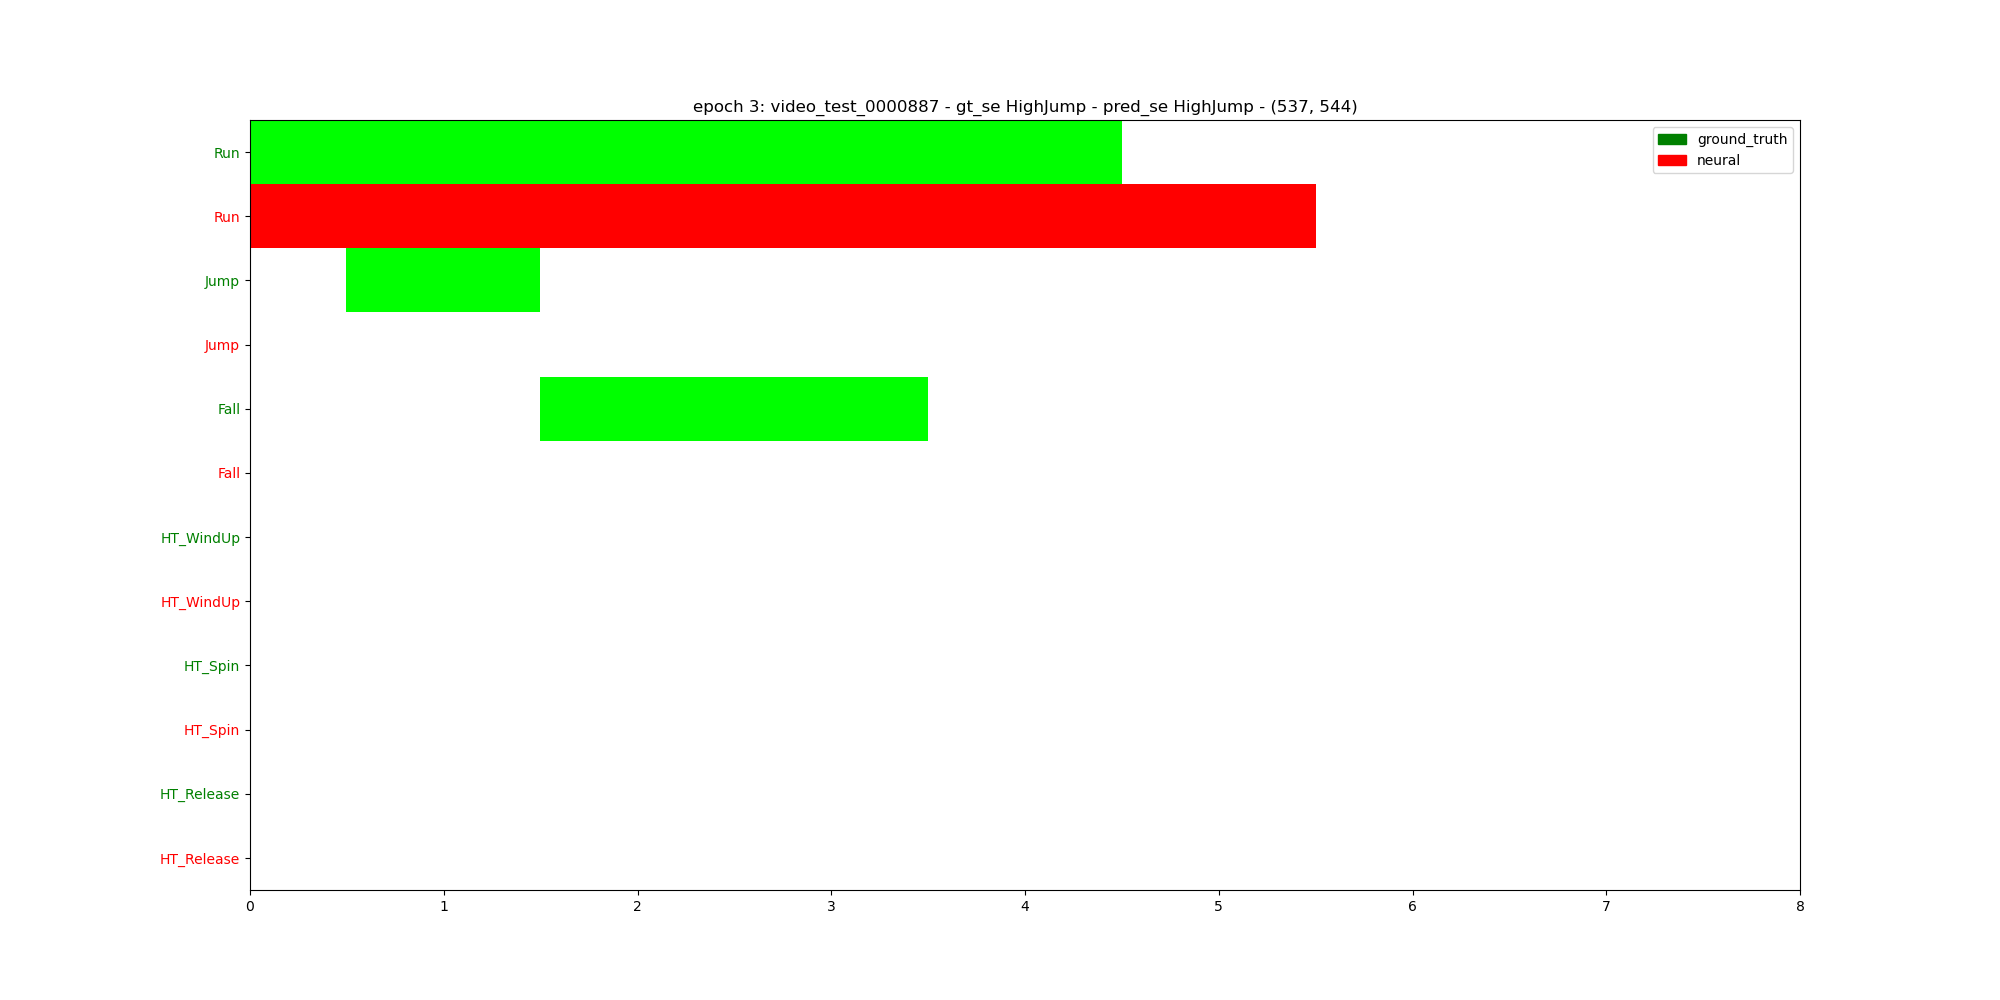 epoch 3: video_test_0000887 - gt_se HighJump - pred_se HighJump - (537, 544)
ground_truth
neural
Run
Run
Jump
Jump
Fall
Fall
HT_WindUp
HT_WindUp
HT_Spin
HT_Spin
HT_Release
HT_Release
0 1 2 3 4 5 6 7 8